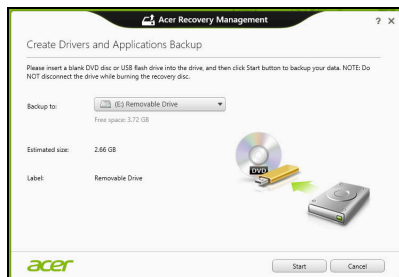 Acer Recovery Management
? ×
Create Drivers and Applications Backup
Please insert a blank DVD disc or USB flash drive into the drive, and then click Start button to backup your data. NOTE: Do
NOT disconnect the drive while burning the recovery disc.
Backup to: (E:) Removable Drive
Free space: 3.72 GB
Estimated size: 2.66 GB
Label: Removable Drive
DVD
acer
Start Cancel